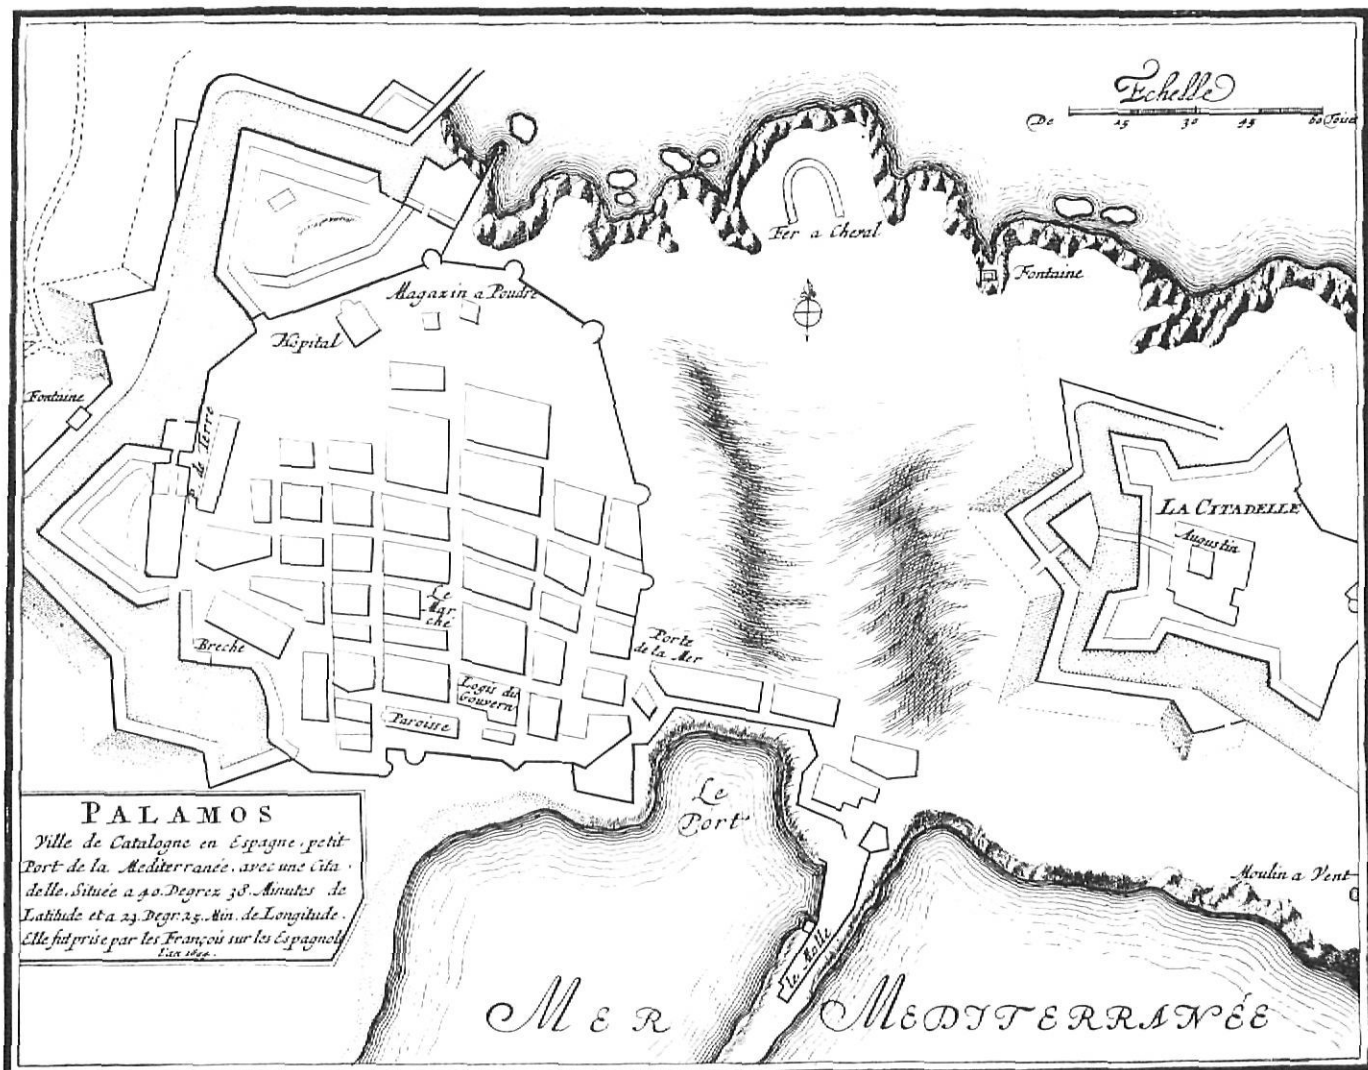 Echelle
De 15 30 45 60 Toises
Fer a Cheval
Fontaine
Magazin a Poudre
Hopital
Fontaine
P. de Terre
LA CITADELLE
Augustin
Le
Mar
ché
Breche
Porte
de la Mer
Logis du
Gouvern
Paroisse
Le
Port
PALAMOS
Ville de Catalogne en Espagne, petit
Port de la Mediterranée, avec une Cita
delle, Située a 40. Degrez 38. Minutes de
Latitude et a 23. Degr. 25. Min. de Longitude.
Elle fut prise par les François sur les Espagnols
l'an 1694.
Moulin a Vent
le Molle
MER MEDITERRANÉE